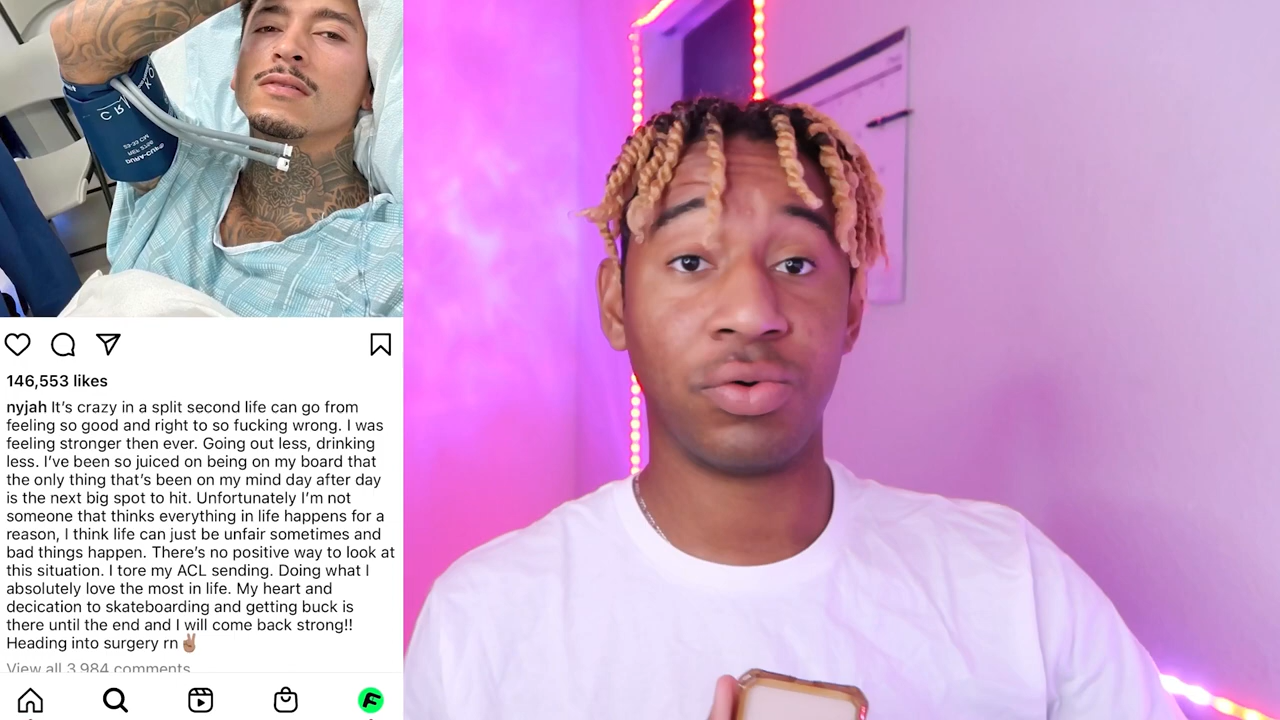 146,553 likes
nyjah It’s crazy in a split second life can go from
feeling so good and right to so fucking wrong. I was
feeling stronger then ever. Going out less, drinking
less. I’ve been so juiced on being on my board that
the only thing that’s been on my mind day after day
is the next big spot to hit. Unfortunately I’m not
someone that thinks everything in life happens for a
reason, I think life can just be unfair sometimes and
bad things happen. There’s no positive way to look at
this situation. I tore my ACL sending. Doing what I
absolutely love the most in life. My heart and
decication to skateboarding and getting buck is
there until the end and I will come back strong!!
Heading into surgery rn✌🏽
View all 3,984 comments